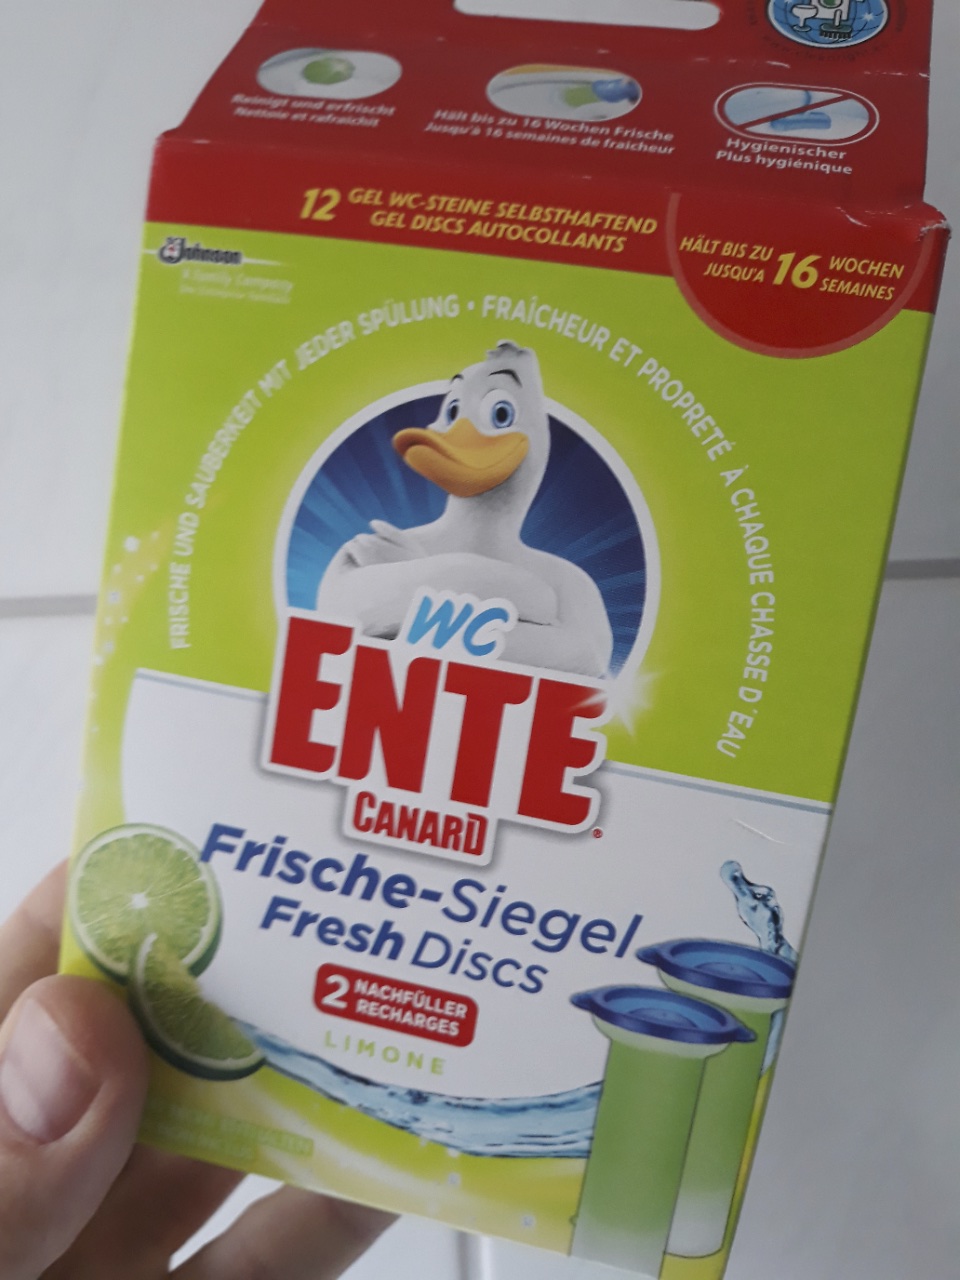 Reinigt und erfrischt
Nettoie et rafraîchit
Hält bis zu 16 Wochen Frische
Jusqu'à 16 semaines de fraîcheur
Hygienischer
Plus hygiénique
12 GEL WC-STEINE SELBSTHAFTEND
GEL DISCS AUTOCOLLANTS
HÄLT BIS ZU
JUSQU'A
16 WOCHEN
SEMAINES
Johnson
A Family Company
FRISCHE UND SAUBERKEIT MIT JEDER SPÜLUNG • FRAÎCHEUR ET PROPRETÉ À CHAQUE CHASSE D'EAU
WC
ENTE
CANARD
Frische-Siegel
Fresh Discs
2 NACHFÜLLER
RECHARGES
LIMONE